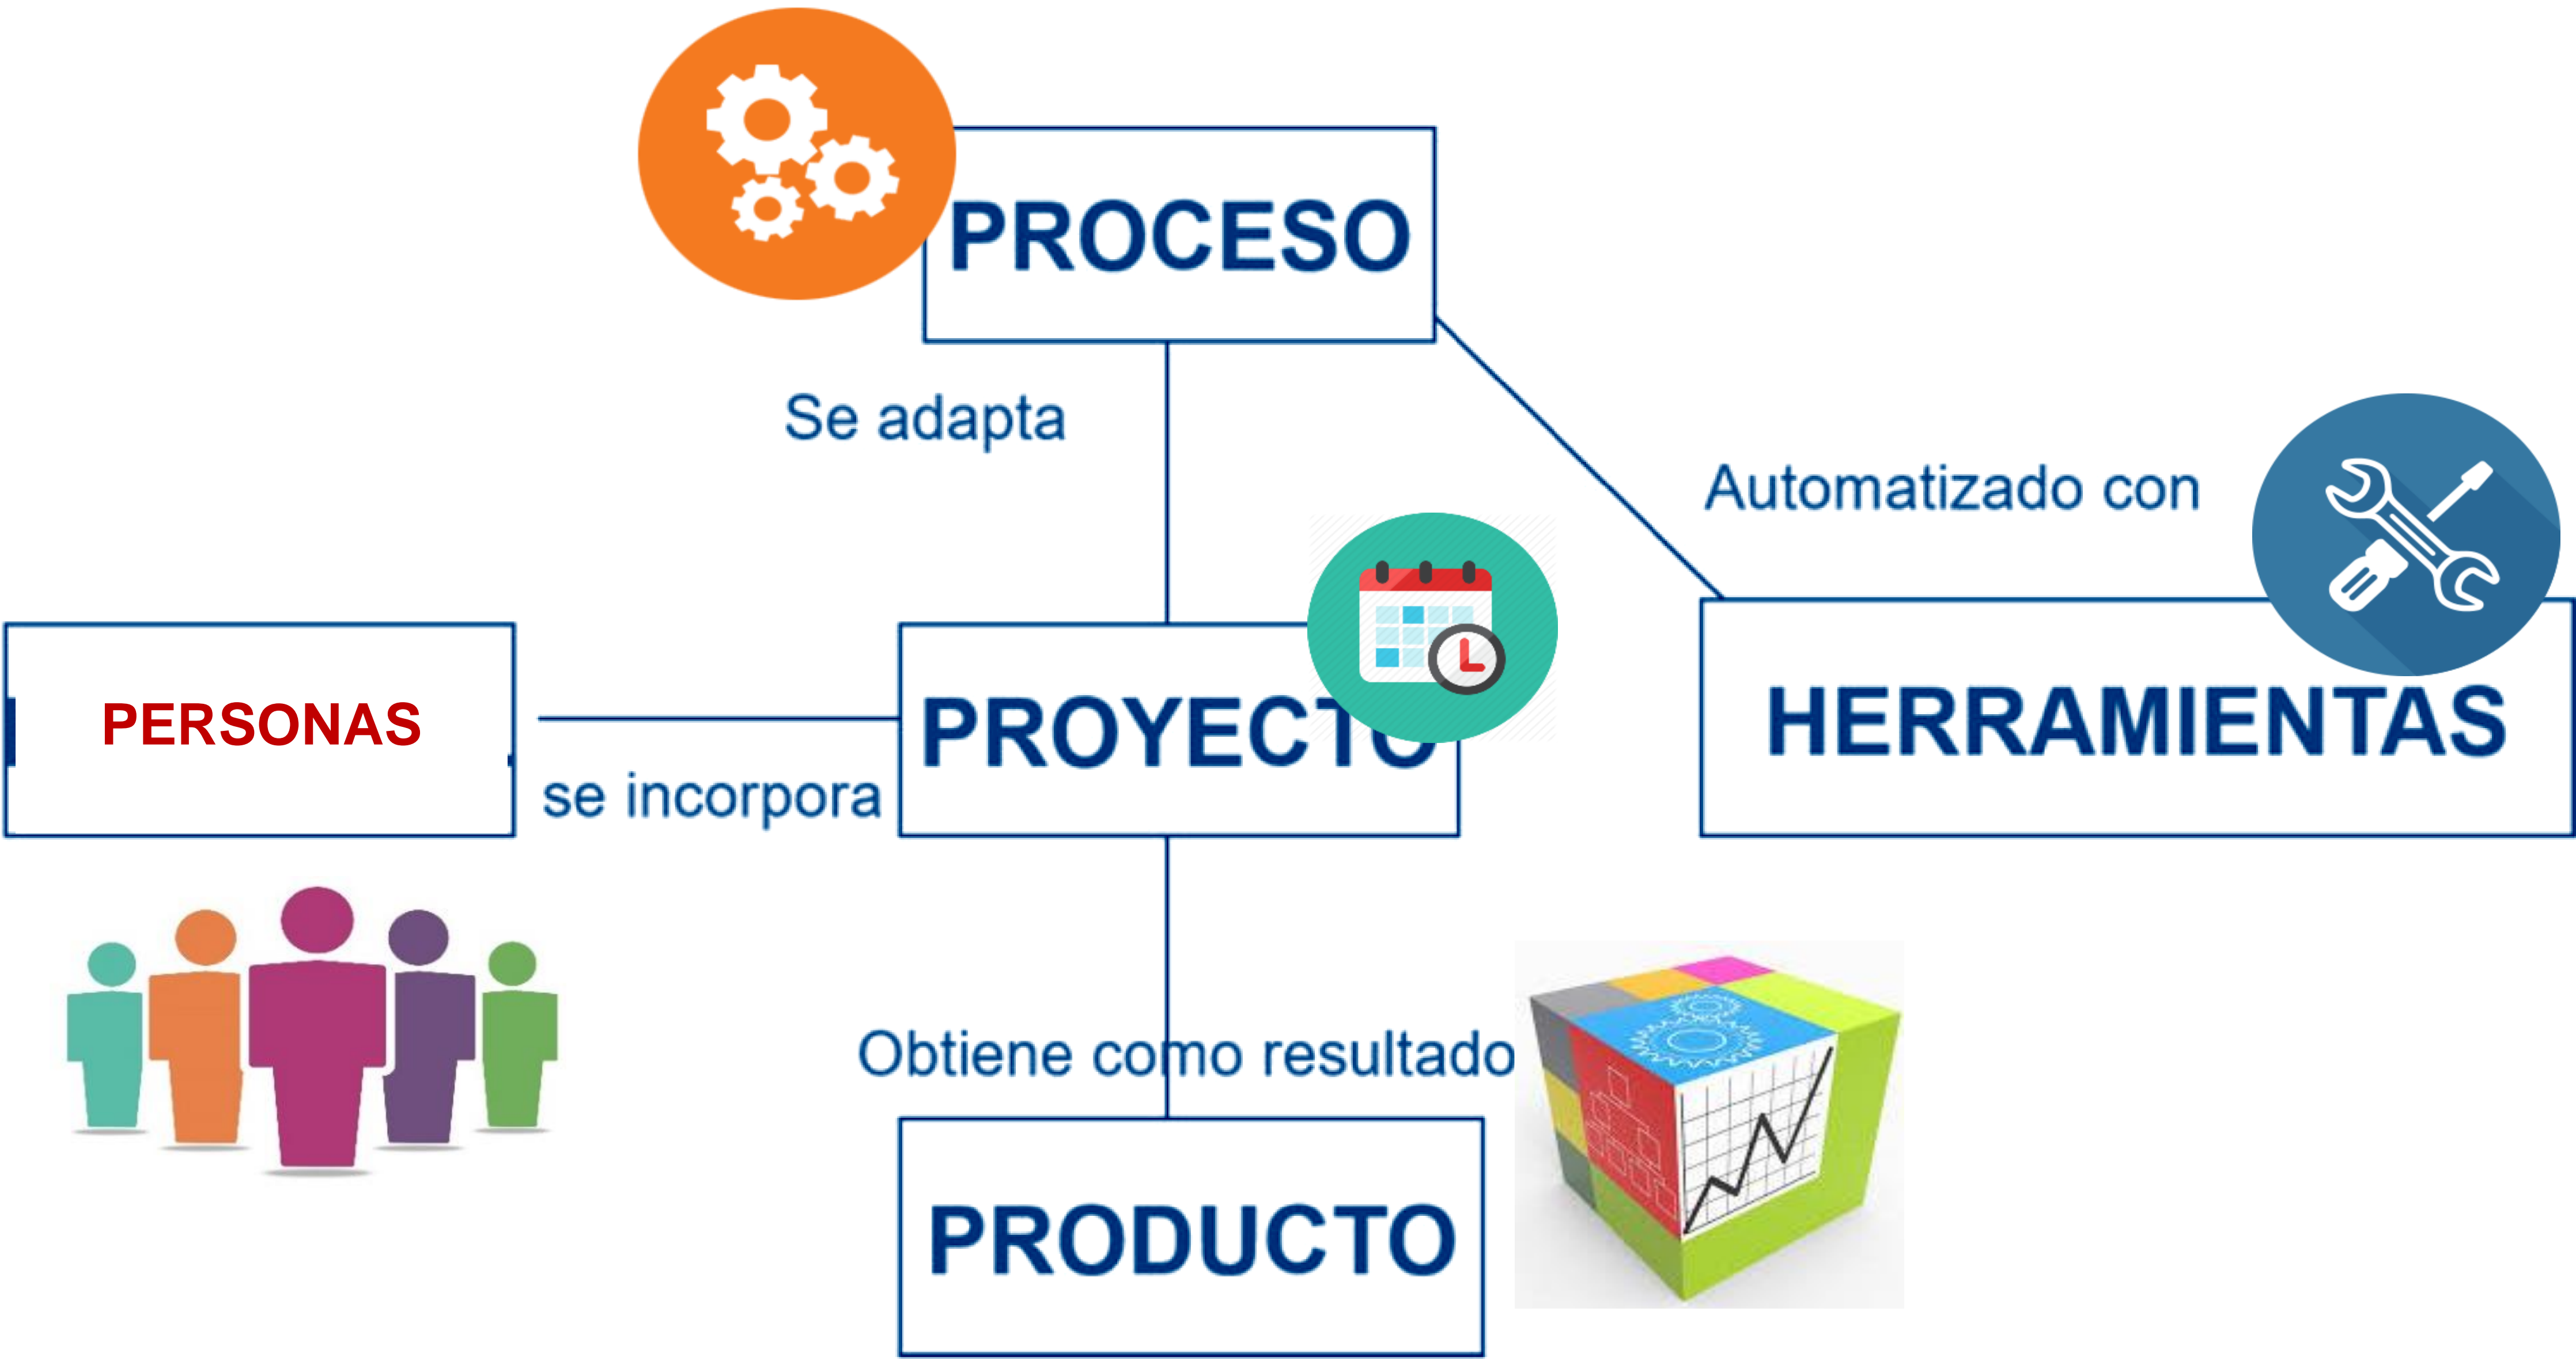 PROCESO
Se adapta
Automatizado con
PERSONAS
PROYECTO
HERRAMIENTAS
se incorpora
Obtiene como resultado
PRODUCTO